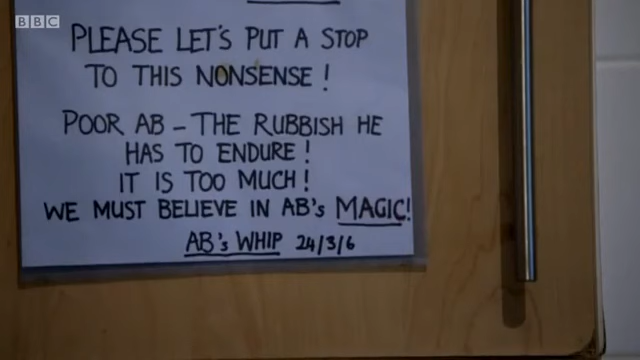 BBC
PLEASE LET'S PUT A STOP
TO THIS NONSENSE!
POOR AB - THE RUBBISH HE
HAS TO ENDURE!
IT IS TOO MUCH!
WE MUST BELIEVE IN AB's MAGIC!
AB's WHIP 24/3/6